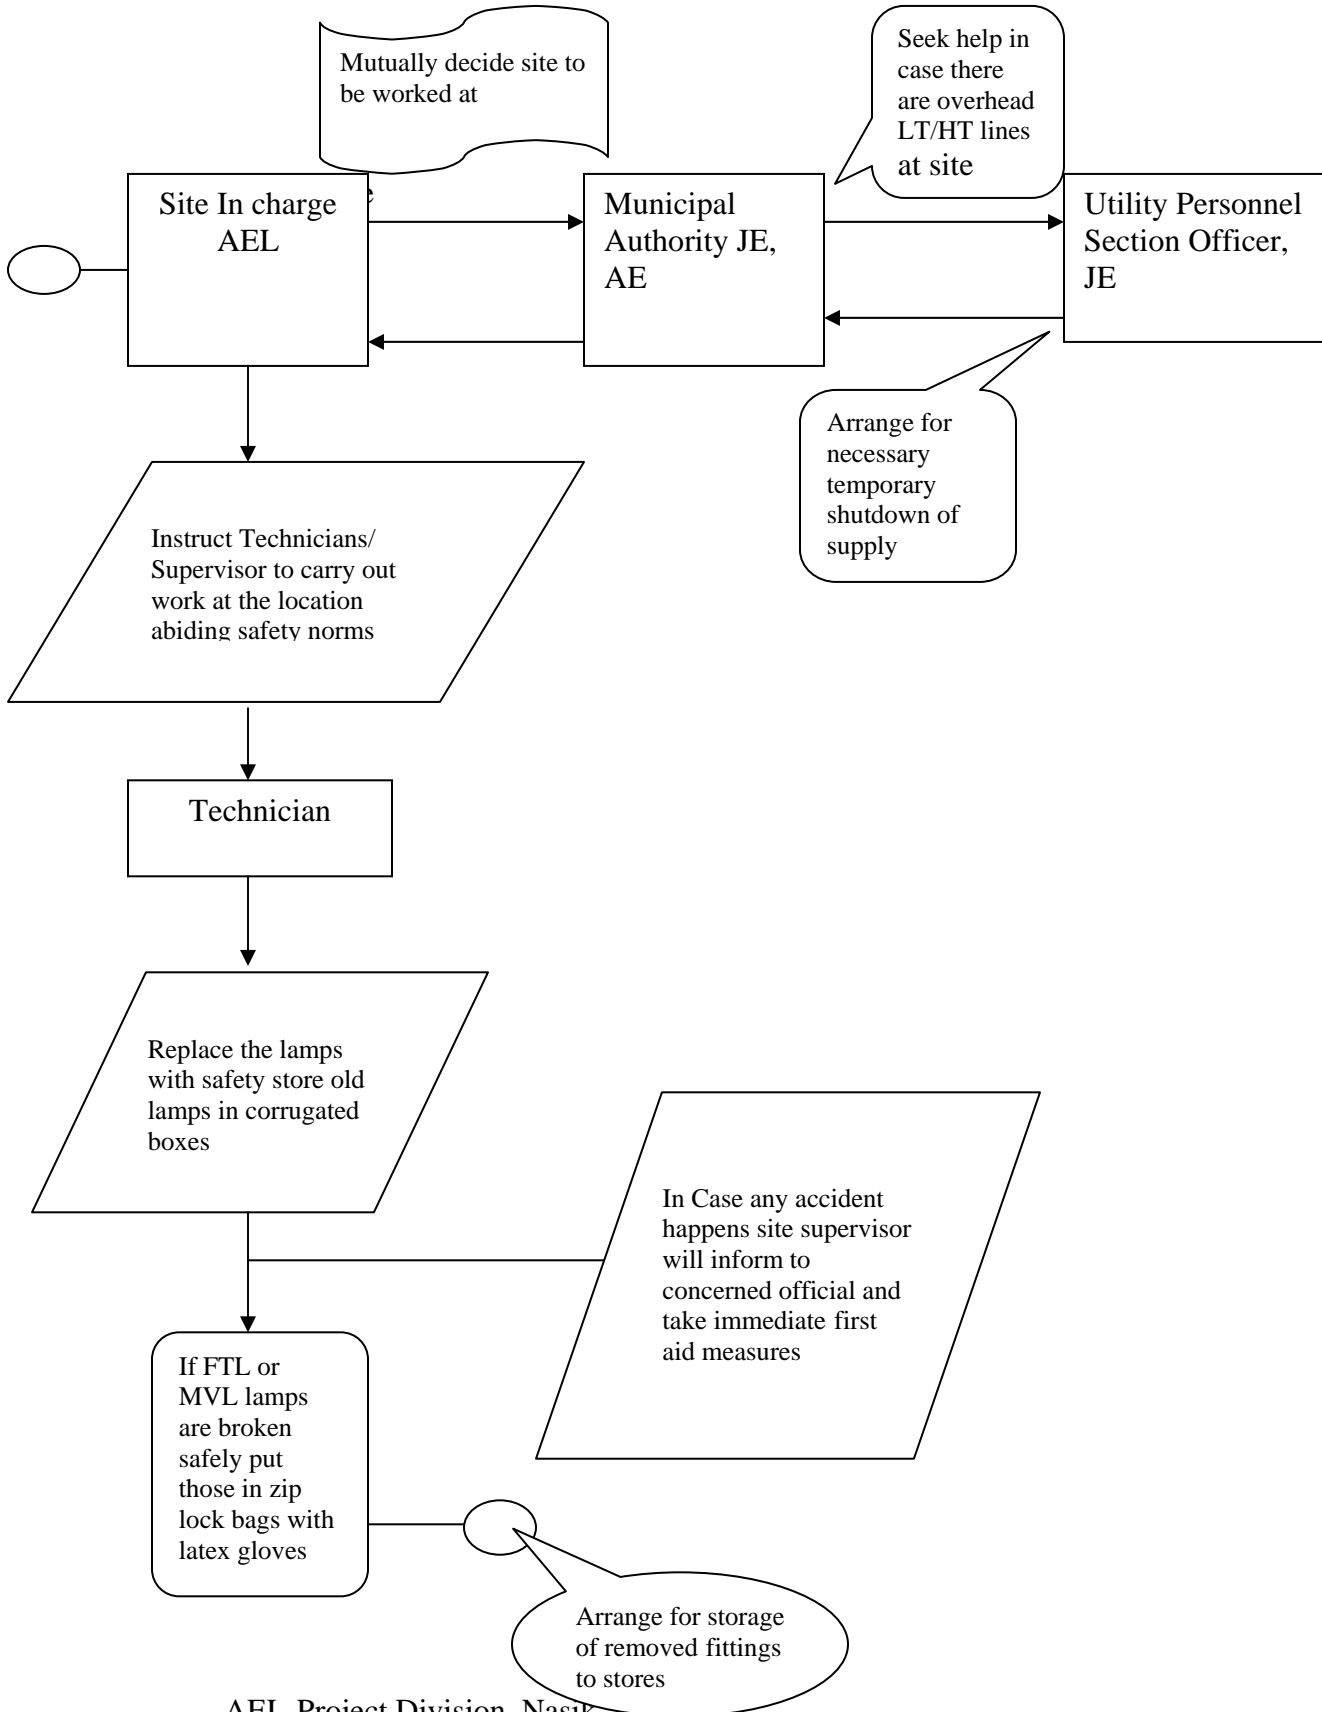 Mutually decide site to
be worked at
Seek help in
case there
are overhead
LT/HT lines
at site
Site In charge
AEL
Municipal
Authority JE,
AE
Utility Personnel
Section Officer,
JE
Arrange for
necessary
temporary
shutdown of
supply
Instruct Technicians/
Supervisor to carry out
work at the location
abiding safety norms
Technician
Replace the lamps
with safety store old
lamps in corrugated
boxes
In Case any accident
happens site supervisor
will inform to
concerned official and
take immediate first
aid measures
If FTL or
MVL lamps
are broken
safely put
those in zip
lock bags with
latex gloves
Arrange for storage
of removed fittings
to stores
AEL Project Division, Nasik